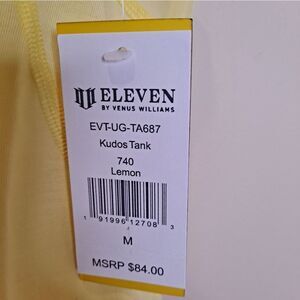 ELEVEN
BY VENUS WILLIAMS
EVT-UG-TA687
Kudos Tank
740
Lemon
1 91996 12708 3
M
MSRP $84.00